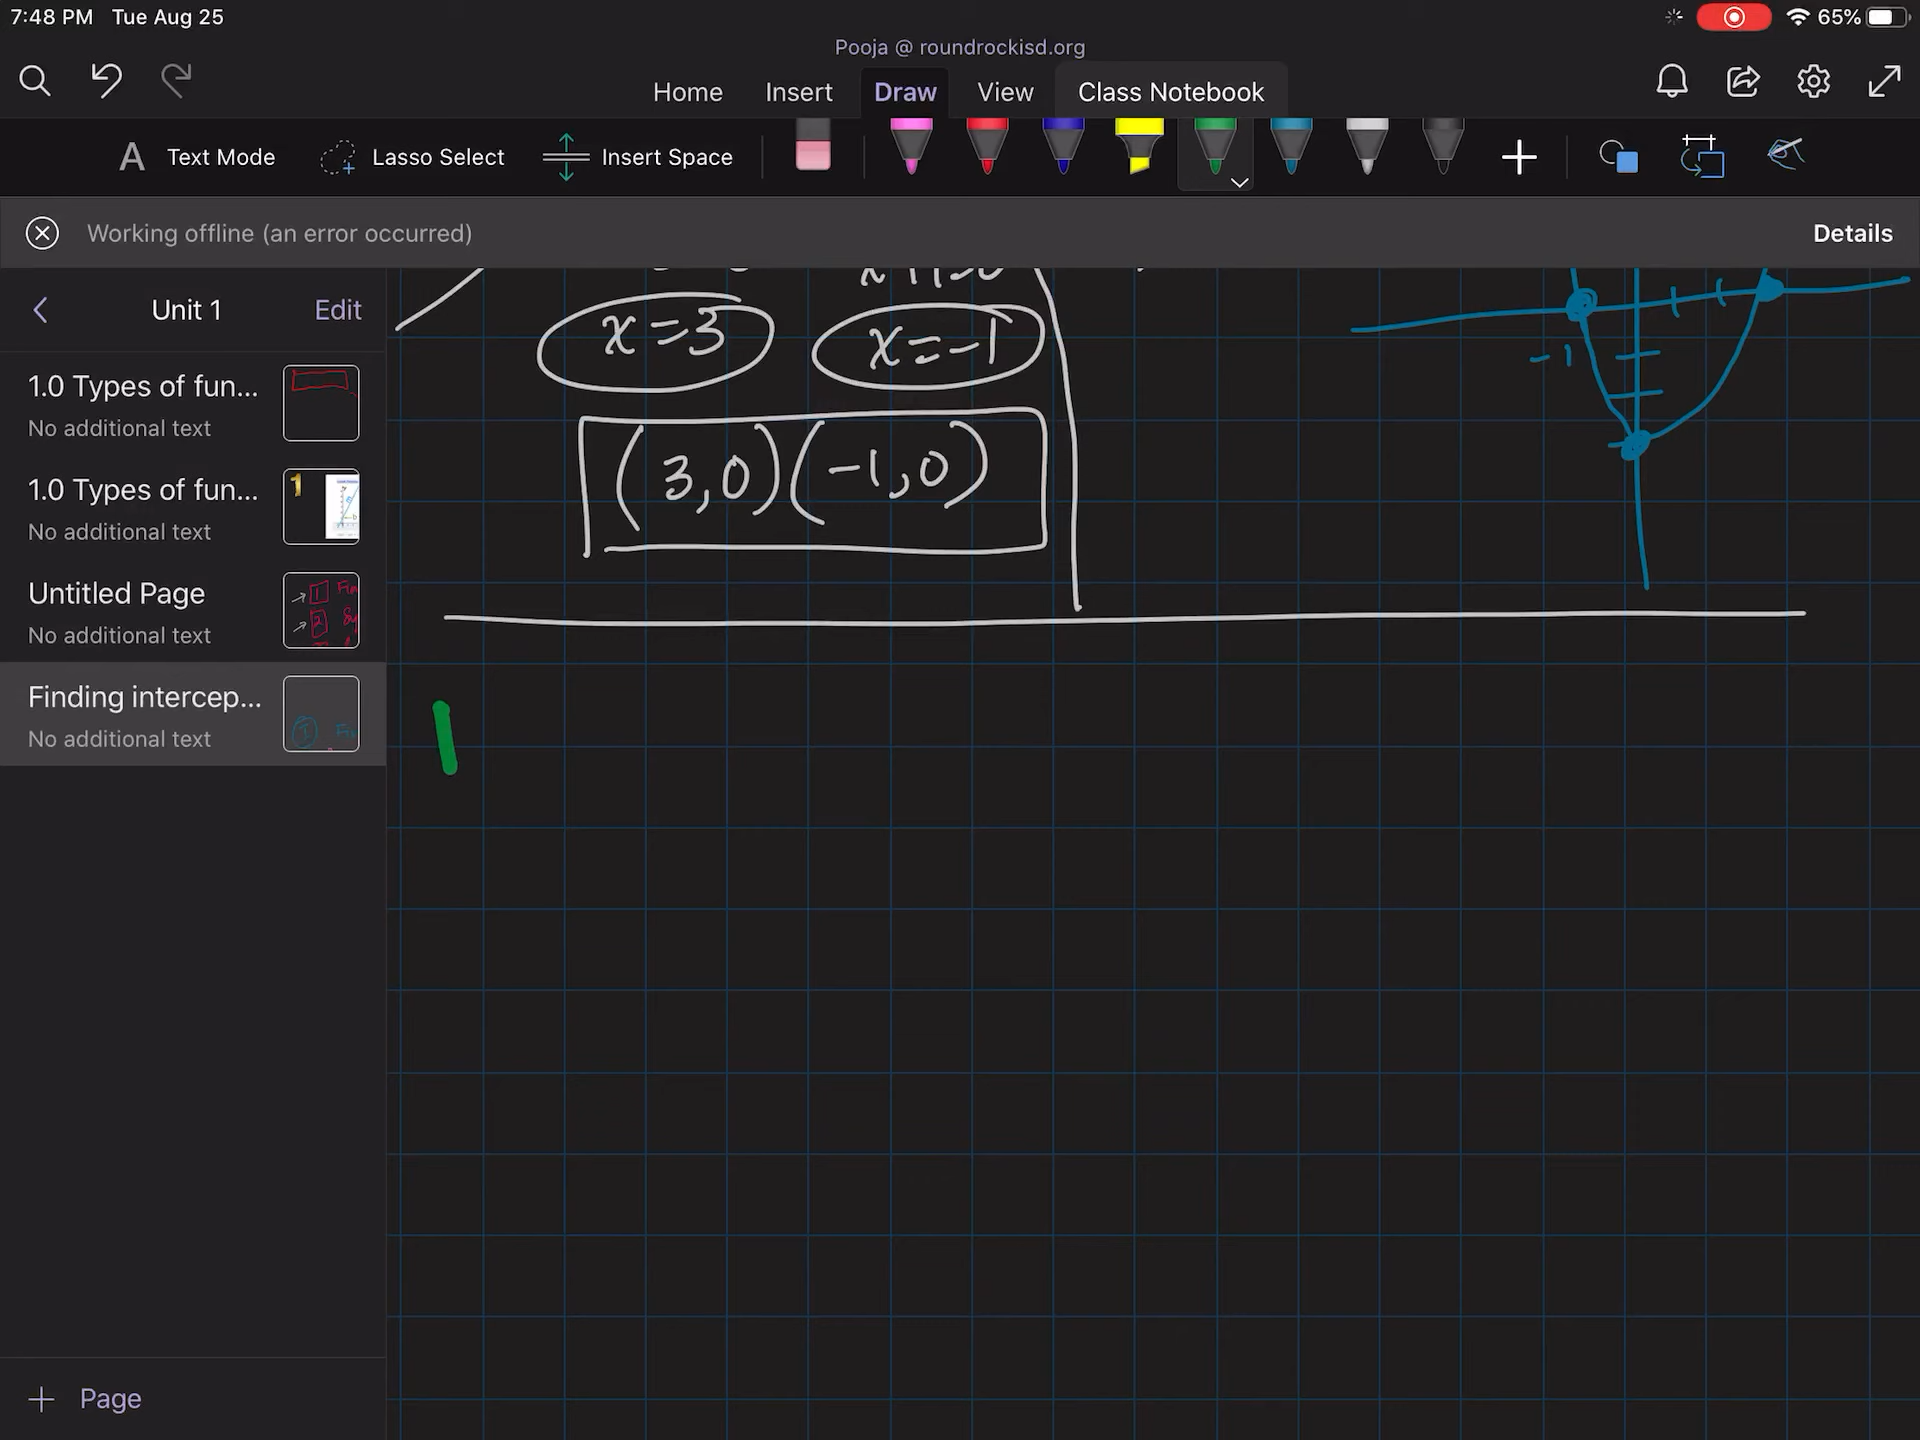 7:48 PM Tue Aug 25
65%
Pooja @ roundrockisd.org
Home Insert Draw View Class Notebook
A Text Mode Lasso Select Insert Space
Working offline (an error occurred)
Details
Unit 1
Edit
1.0 Types of fun...
No additional text
1.0 Types of fun...
No additional text
Untitled Page
No additional text
Finding intercep...
No additional text
Page
x=3
x=-1
(3,0)(-1,0)
-1